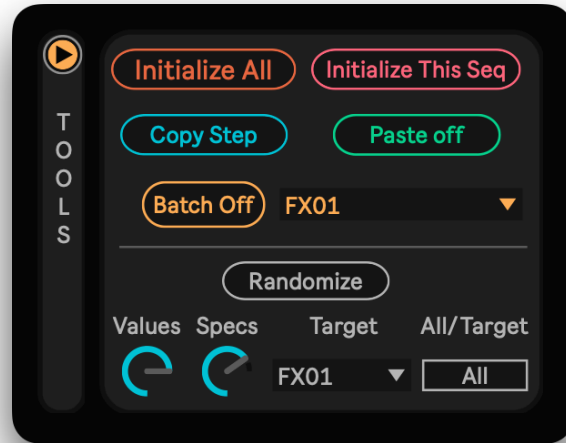 TOOLS
Initialize All
Initialize This Seq
Copy Step
Paste off
Batch Off
FX01
Randomize
Values
Specs
Target
All/Target
FX01
All